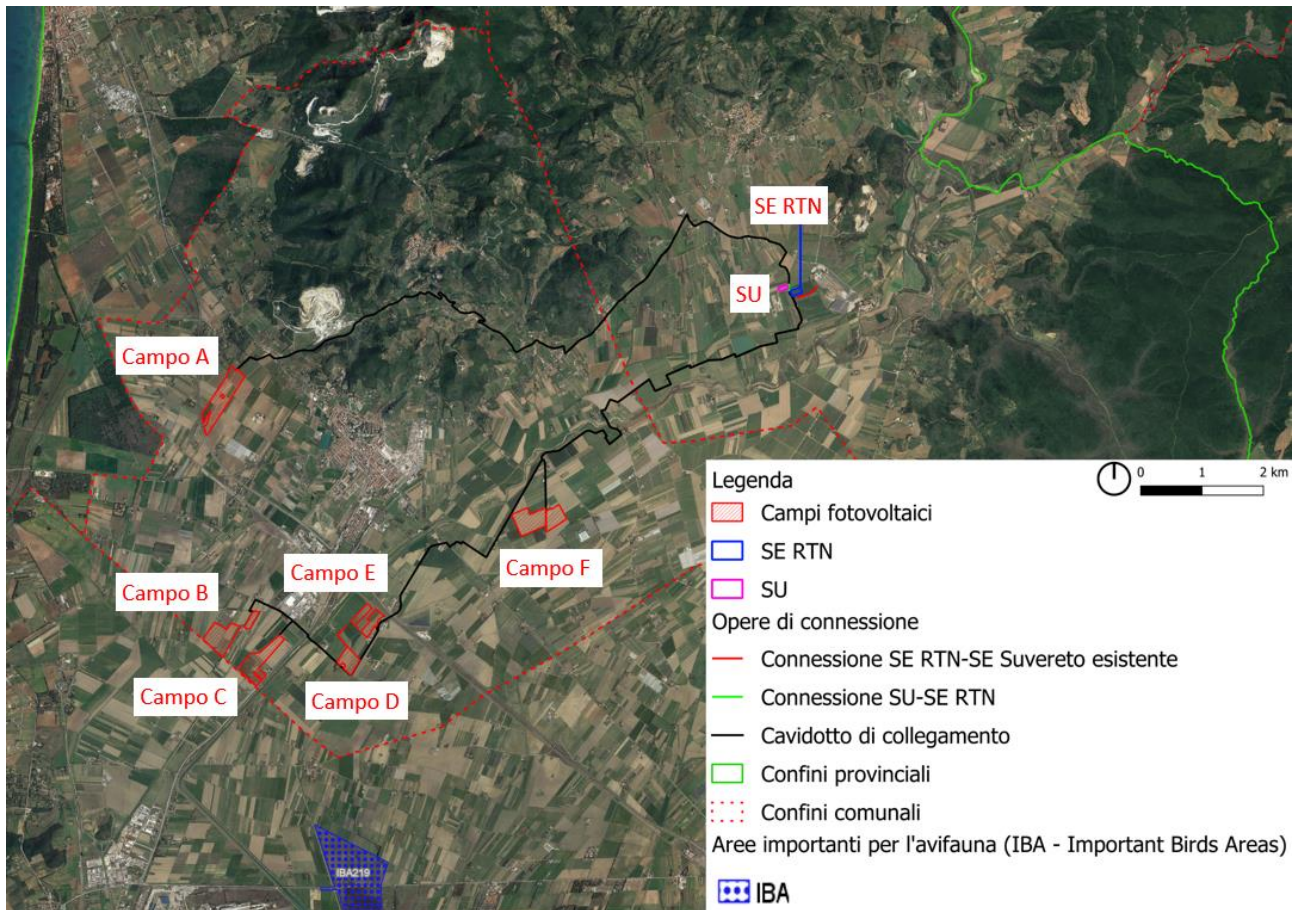 SE RTN
SU
Campo A
Campo E
Campo F
Campo B
Campo C
Campo D
IBA219
0 1 2 km
Legenda
Campi fotovoltaici
SE RTN
SU
Opere di connessione
Connessione SE RTN-SE Suvereto esistente
Connessione SU-SE RTN
Cavidotto di collegamento
Confini provinciali
Confini comunali
Aree importanti per l'avifauna (IBA - Important Birds Areas)
IBA